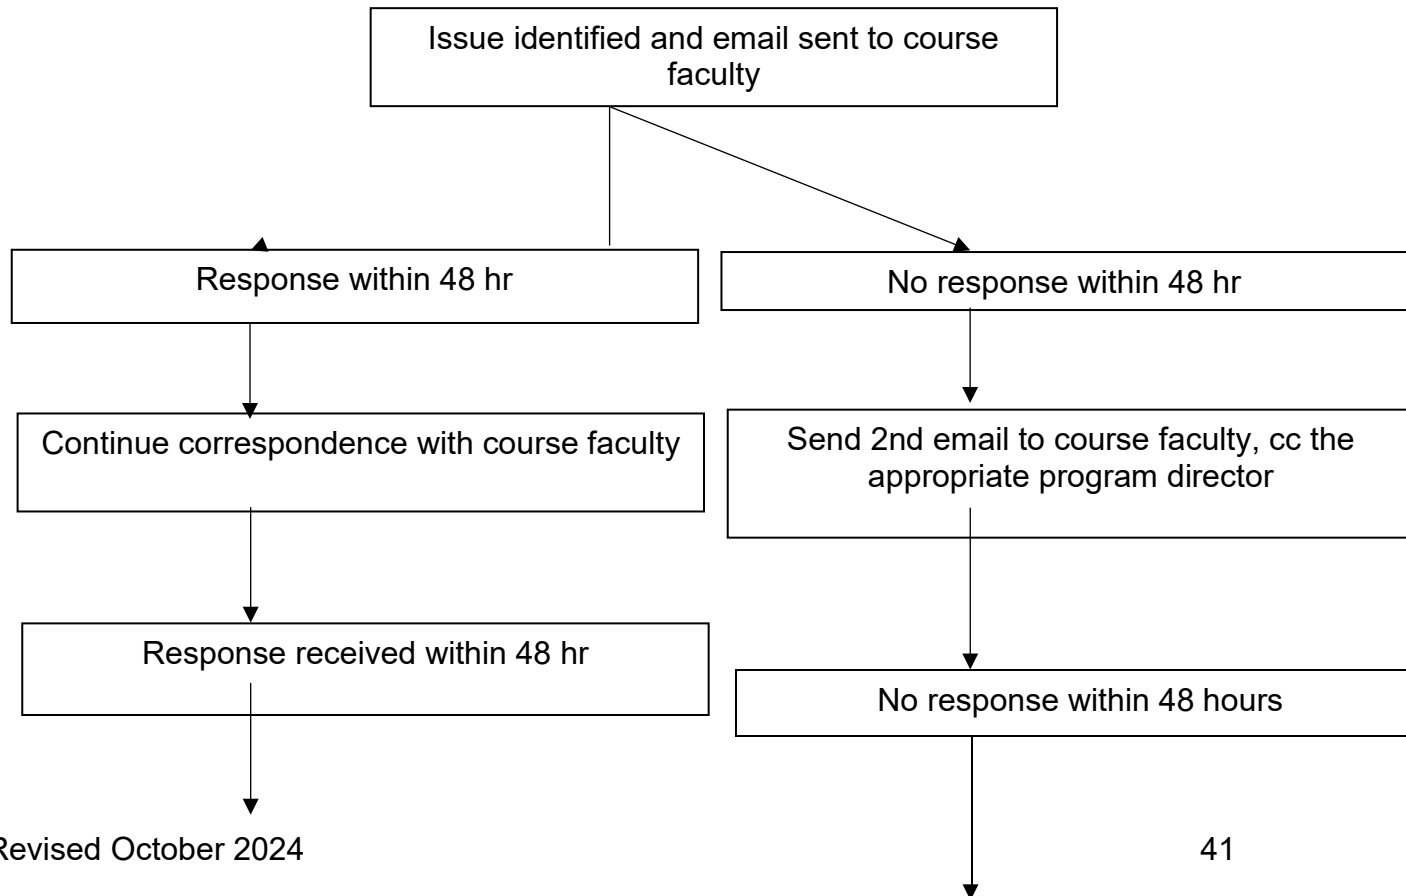 Issue identified and email sent to course
faculty
Response within 48 hr
No response within 48 hr
Continue correspondence with course faculty
Send 2nd email to course faculty, cc the
appropriate program director
Response received within 48 hr
No response within 48 hours
Revised October 2024
41